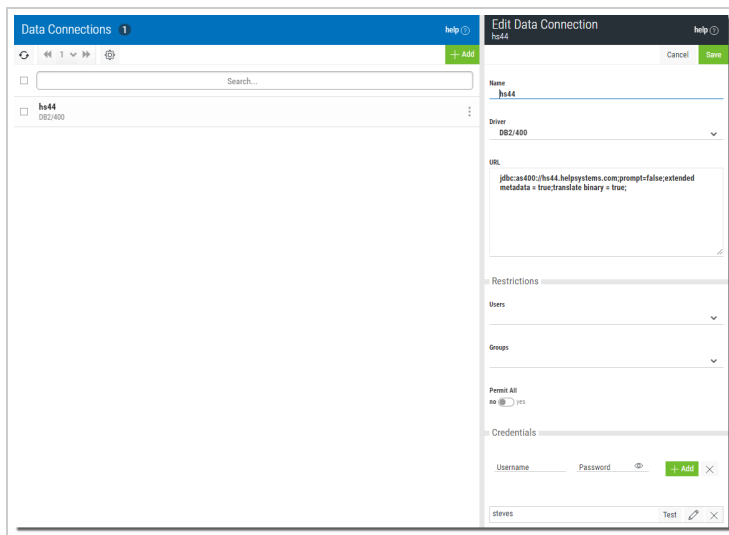 Data Connections 1 help ?
1 + Add
Search...
hs44
DB2/400
Edit Data Connection
hs44
help ?
Cancel Save
Name
hs44
Driver
DB2/400
URL
jdbc:as400://hs44.helpsystems.com;prompt=false;extended
metadata = true;translate binary = true;
Restrictions
Users
Groups
Permit All
no yes
Credentials
Username Password + Add
steves Test